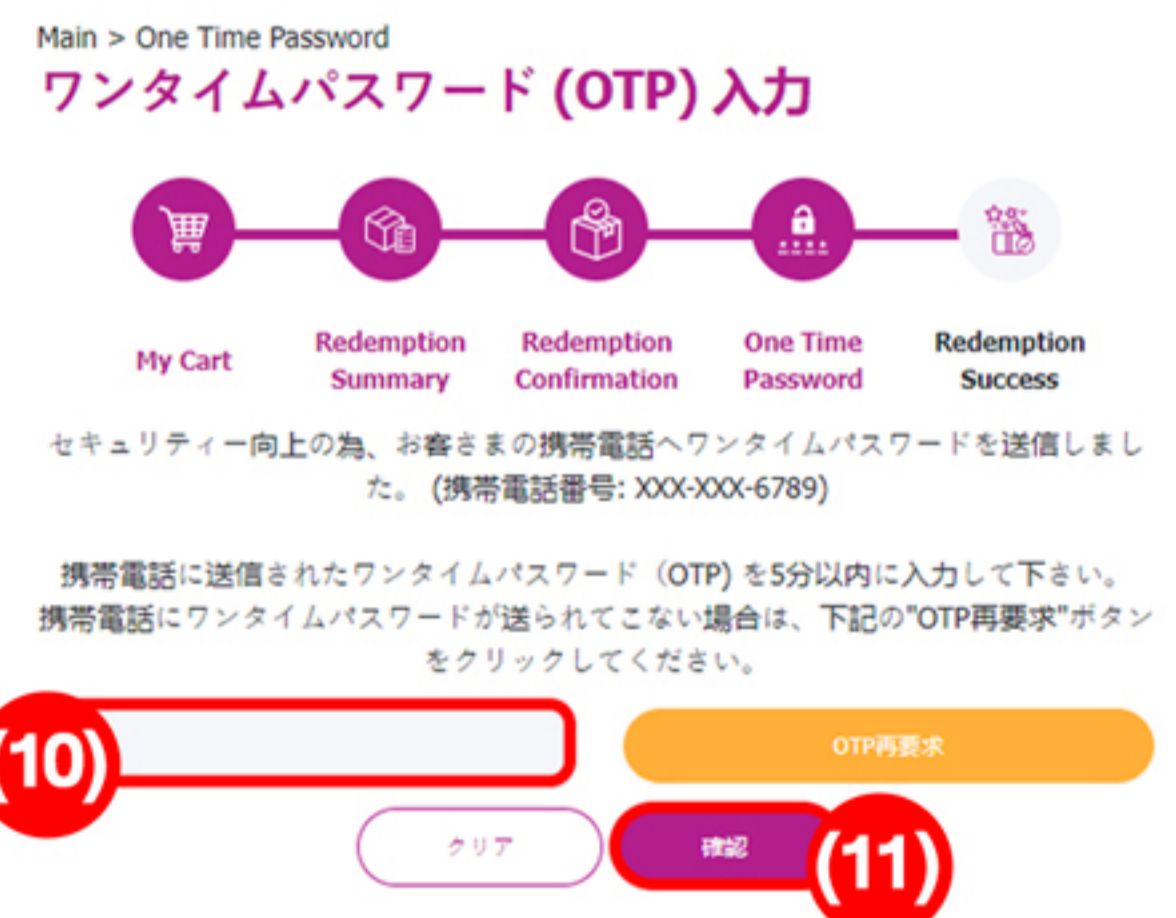 Main > One Time Password
ワンタイムパスワード (OTP) 入力
My Cart
Redemption
Summary
Redemption
Confirmation
One Time
Password
Redemption
Success
セキュリティー向上の為、お客さまの携帯電話へワンタイムパスワードを送信しまし
た。 (携帯電話番号: XXX-XXX-6789)
携帯電話に送信されたワンタイムパスワード（OTP) を5分以内に入力して下さい。
携帯電話にワンタイムパスワードが送られてこない場合は、下記の"OTP再要求"ボタン
をクリックしてください。
(10)
OTP再要求
クリア
確認
(11)